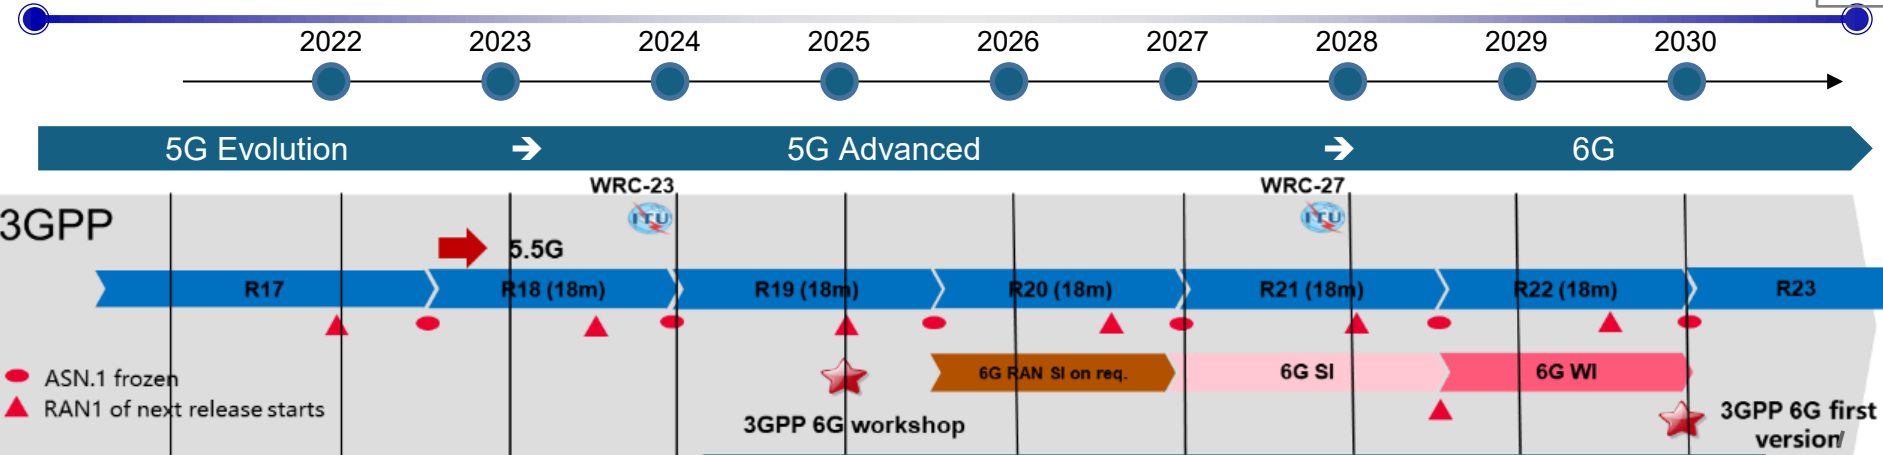 2022 2023 2024 2025 2026 2027 2028 2029 2030
5G Evolution 5G Advanced 6G
WRC-23 WRC-27
ITU ITU
3GPP
5.5G
R17 R18 (18m) R19 (18m) R20 (18m) R21 (18m) R22 (18m) R23
6G RAN SI on req. 6G SI 6G WI
ASN.1 frozen
RAN1 of next release starts
3GPP 6G workshop
3GPP 6G first
version